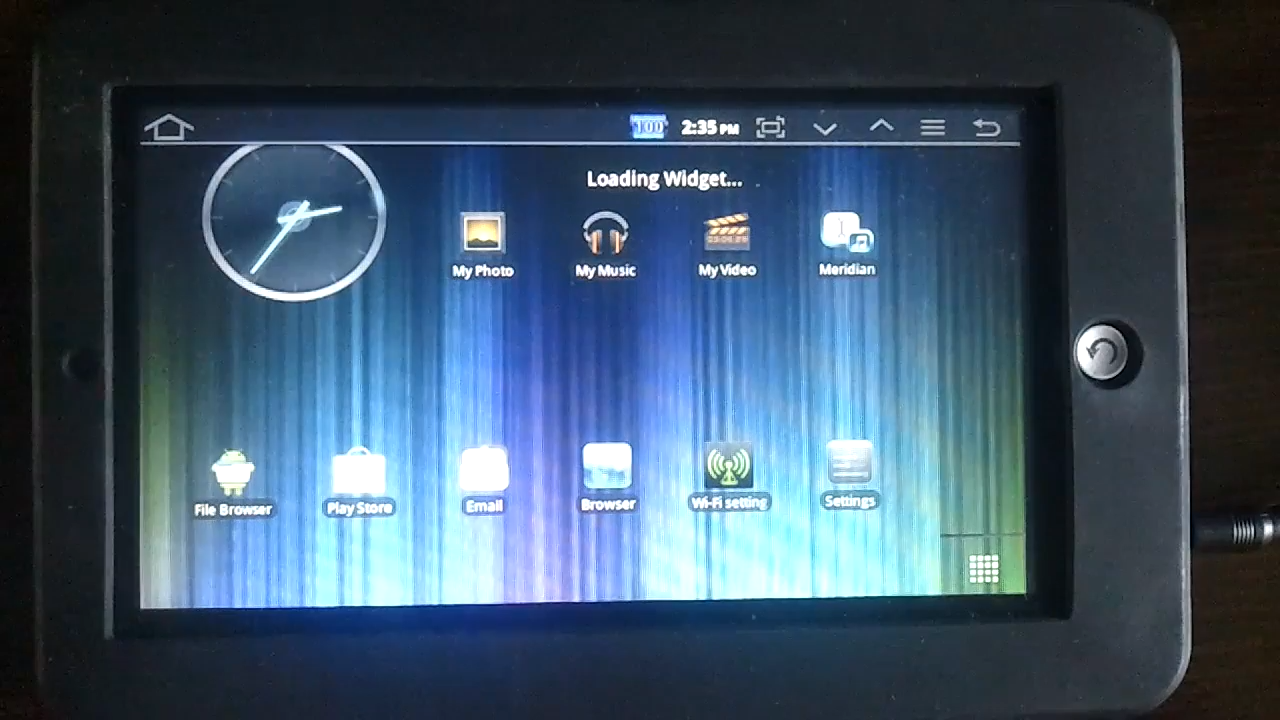 100 2:35 PM
Loading Widget...
My Photo
My Music
My Video
Meridian
File Browser
Play Store
Email
Browser
Wi-Fi setting
Settings